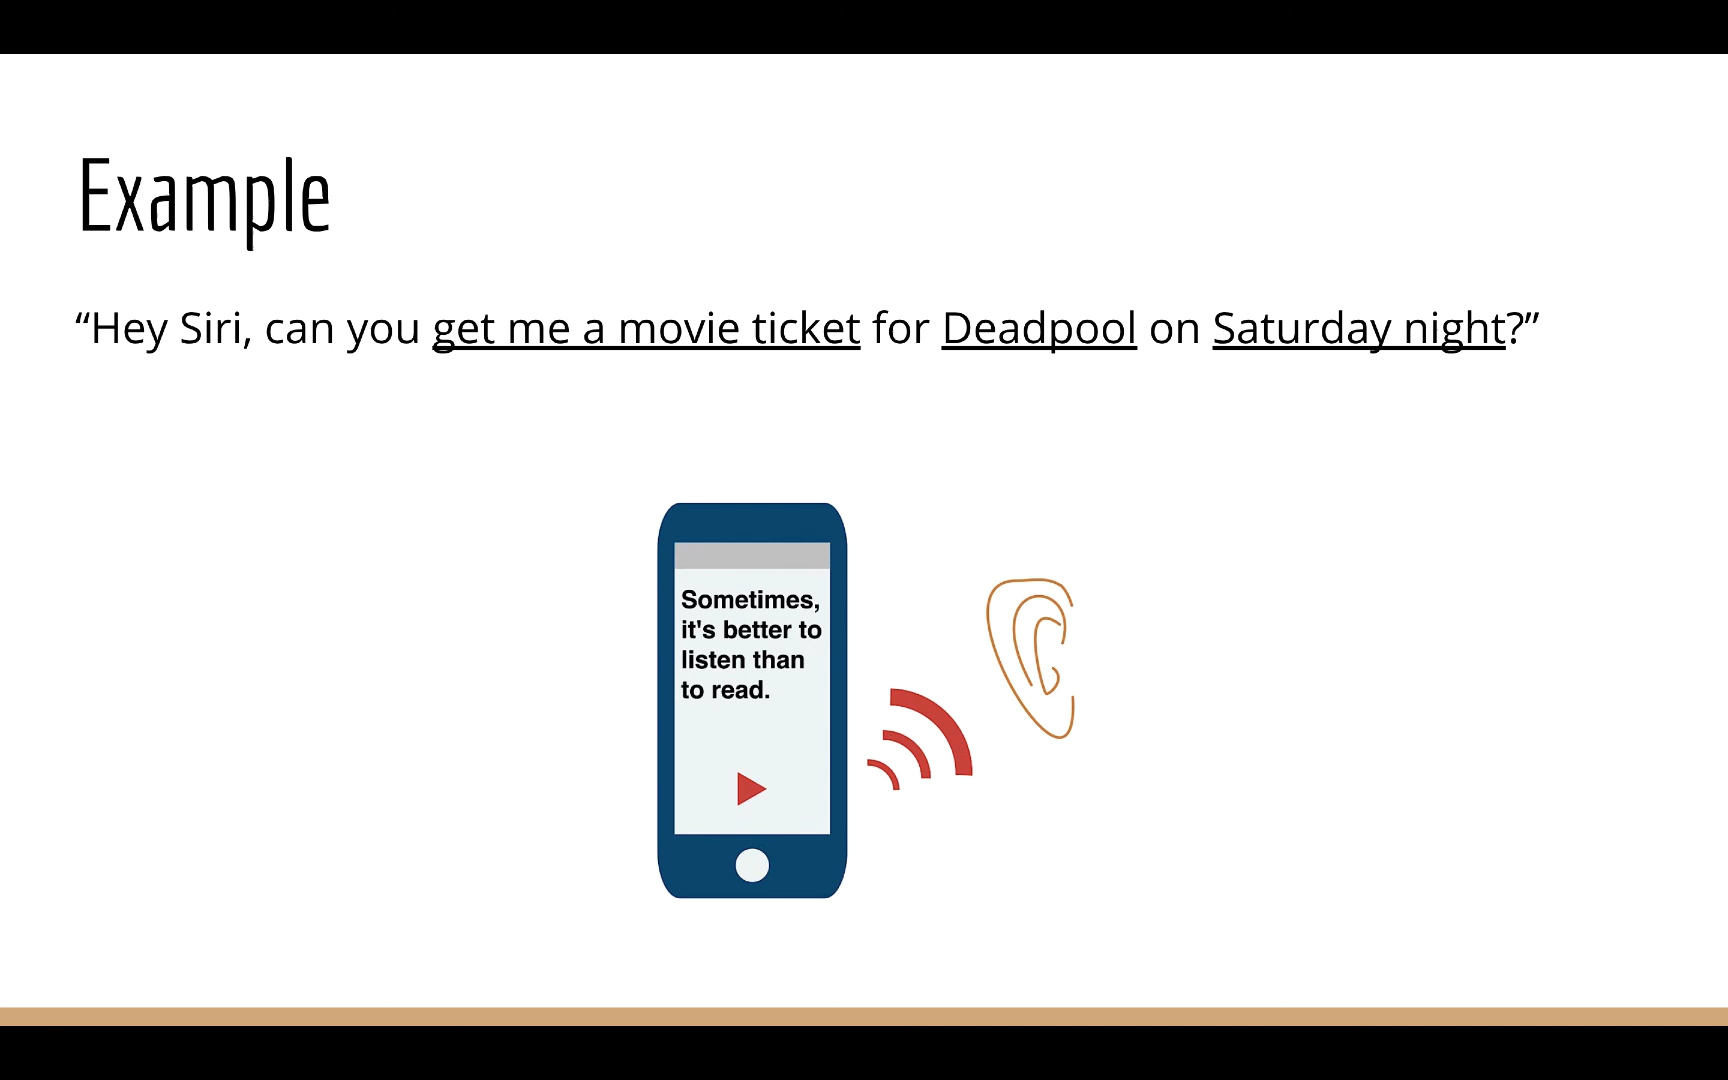 Example
“Hey Siri, can you get me a movie ticket for Deadpool on Saturday night?”
Sometimes,
it's better to
listen than
to read.